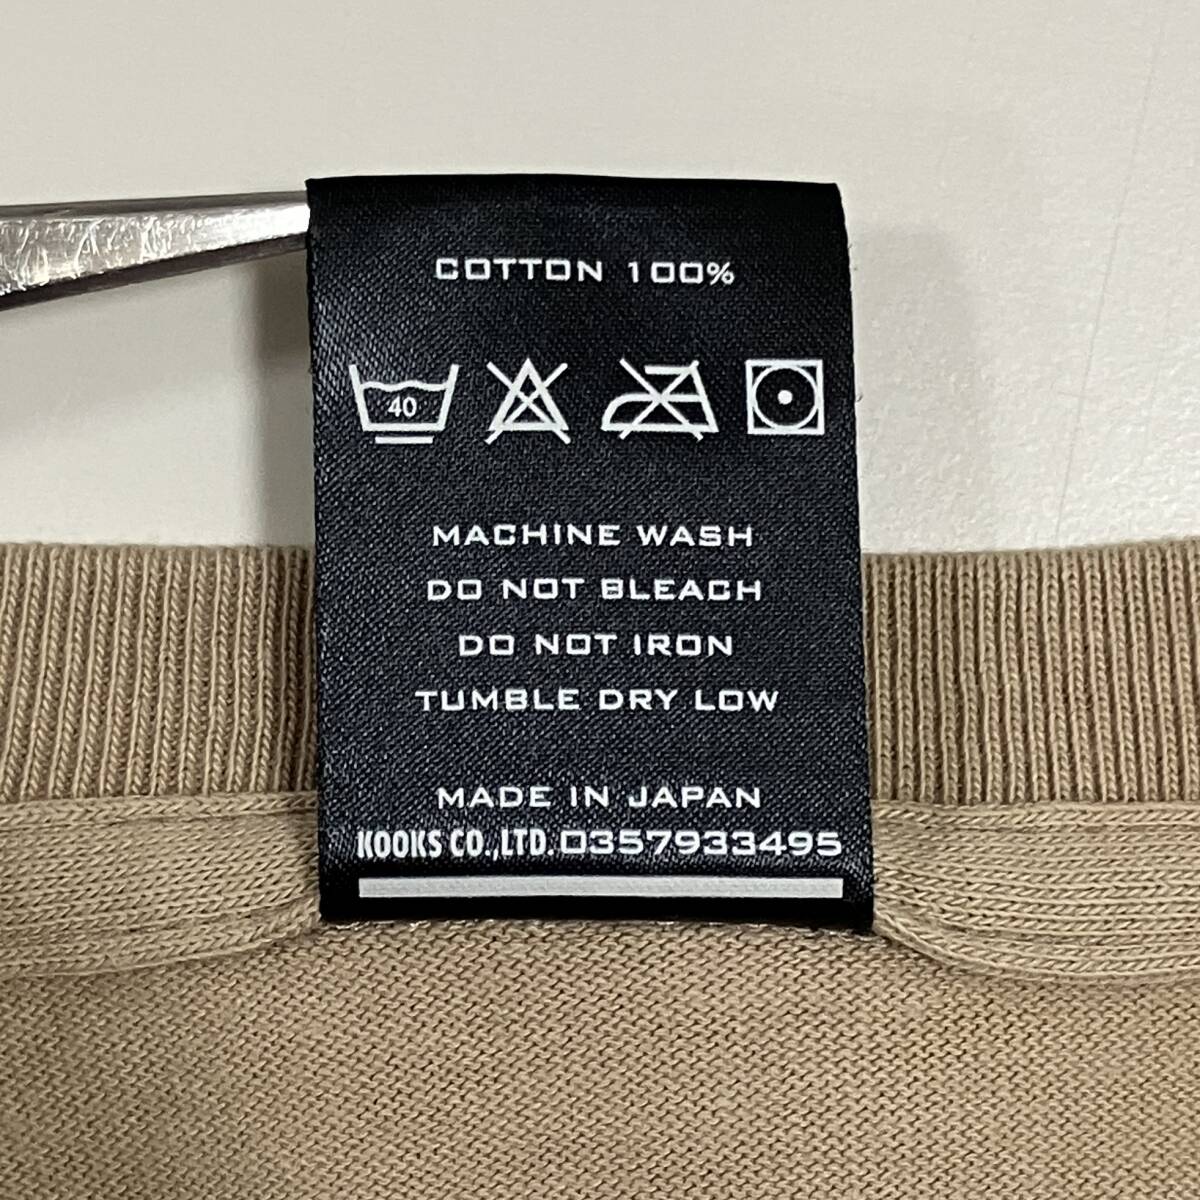 COTTON 100%
40
MACHINE WASH
DO NOT BLEACH
DO NOT IRON
TUMBLE DRY LOW
MADE IN JAPAN
KOOKS CO.,LTD.0357933495